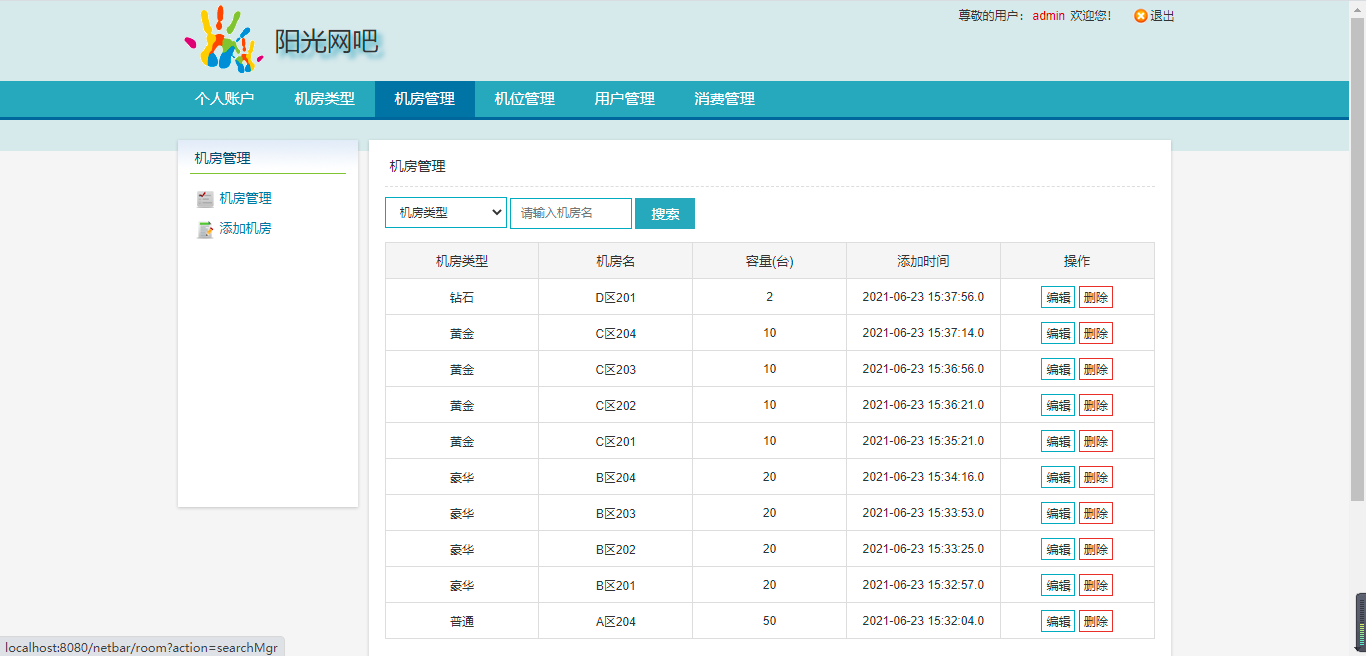 阳光网吧
尊敬的用户： admin 欢迎您！ 退出
个人账户 机房类型 机房管理 机位管理 用户管理 消费管理
机房管理
机房管理
添加机房
机房管理
机房类型 请输入机房名 搜索
机房类型 机房名 容量(台) 添加时间 操作
钻石 D区201 2 2021-06-23 15:37:56.0 编辑 删除
黄金 C区204 10 2021-06-23 15:37:14.0 编辑 删除
黄金 C区203 10 2021-06-23 15:36:56.0 编辑 删除
黄金 C区202 10 2021-06-23 15:36:21.0 编辑 删除
黄金 C区201 10 2021-06-23 15:35:21.0 编辑 删除
豪华 B区204 20 2021-06-23 15:34:16.0 编辑 删除
豪华 B区203 20 2021-06-23 15:33:53.0 编辑 删除
豪华 B区202 20 2021-06-23 15:33:25.0 编辑 删除
豪华 B区201 20 2021-06-23 15:32:57.0 编辑 删除
普通 A区204 50 2021-06-23 15:32:04.0 编辑 删除
localhost:8080/netbar/room?action=searchMgr